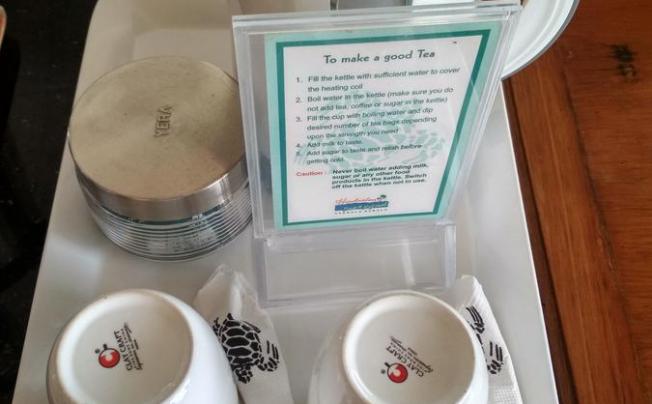 To make a good Tea
1. Fill the kettle with sufficient water to cover
the heating coil
2. Boil water in the kettle (make sure you do
not add tea, coffee or sugar in the kettle)
3. Fill the cup with boiling water and dip
desired number of tea bags depending
upon the strength you need
4. Add milk to taste.
5. Add sugar to taste and relish before
getting cold.
Caution : Never boil water adding milk,
sugar or any other food
products in the kettle. Switch
off the kettle when not to use.
YERA
CLAY CRAFT
CLAY CRAFT